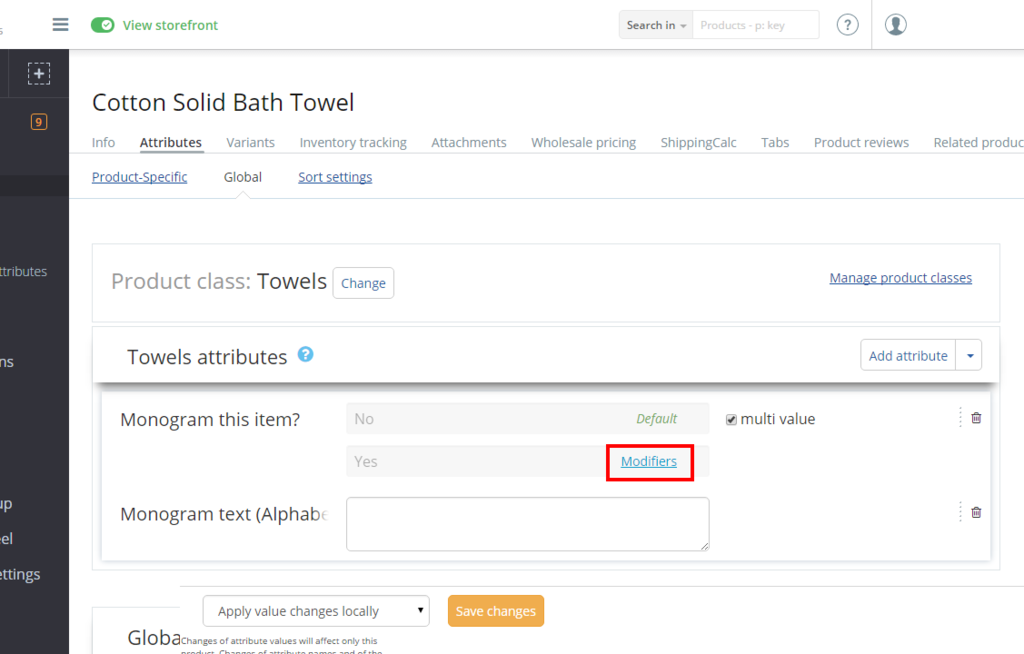 View storefront
Search in
Products - p: key
?
9
Cotton Solid Bath Towel
Info Attributes Variants Inventory tracking Attachments Wholesale pricing ShippingCalc Tabs Product reviews Related produc
Product-Specific Global Sort settings
ttributes
Product class: Towels Change
Manage product classes
ns
Towels attributes ?
Add attribute
Monogram this item?
No Default
multi value
Yes Modifiers
up
Monogram text (Alphabe
eel
ettings
Apply value changes locally
Save changes
Globa
Changes of attribute values will affect only this
product. Changes of attribute names and of the